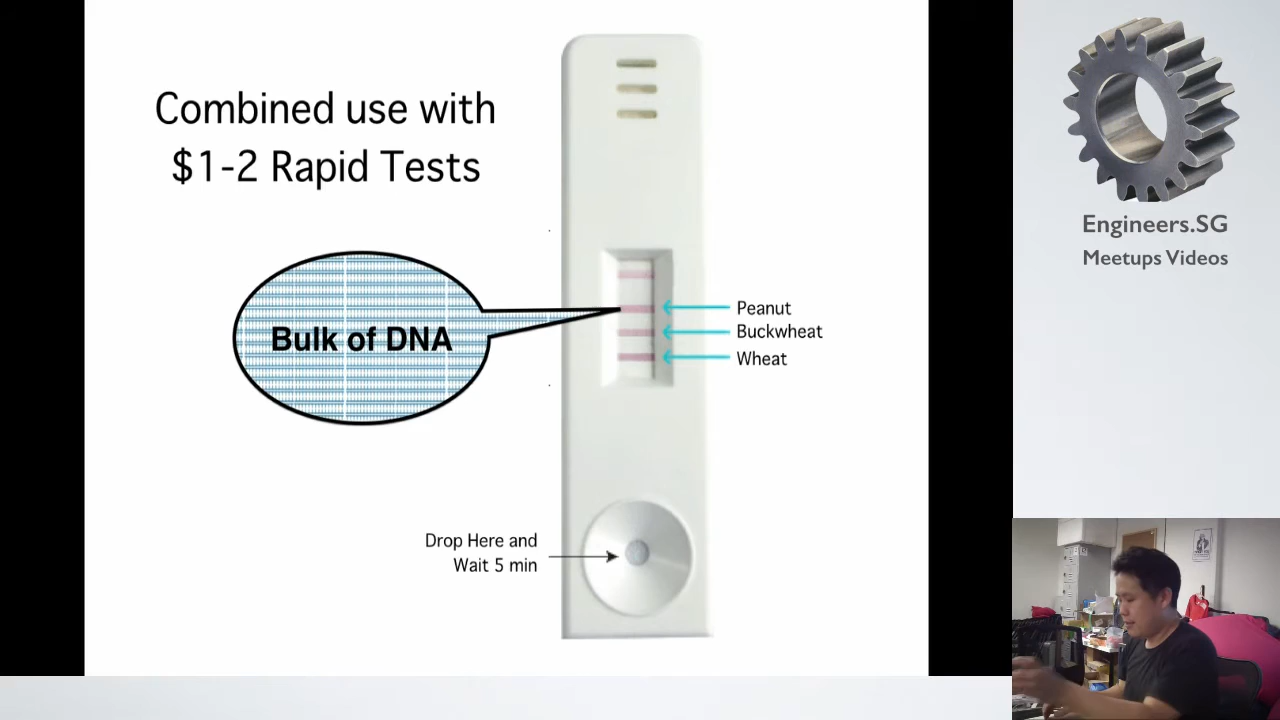 Combined use with
$1-2 Rapid Tests
Bulk of DNA
Peanut
Buckwheat
Wheat
Drop Here and
Wait 5 min
Engineers.SG
Meetups Videos